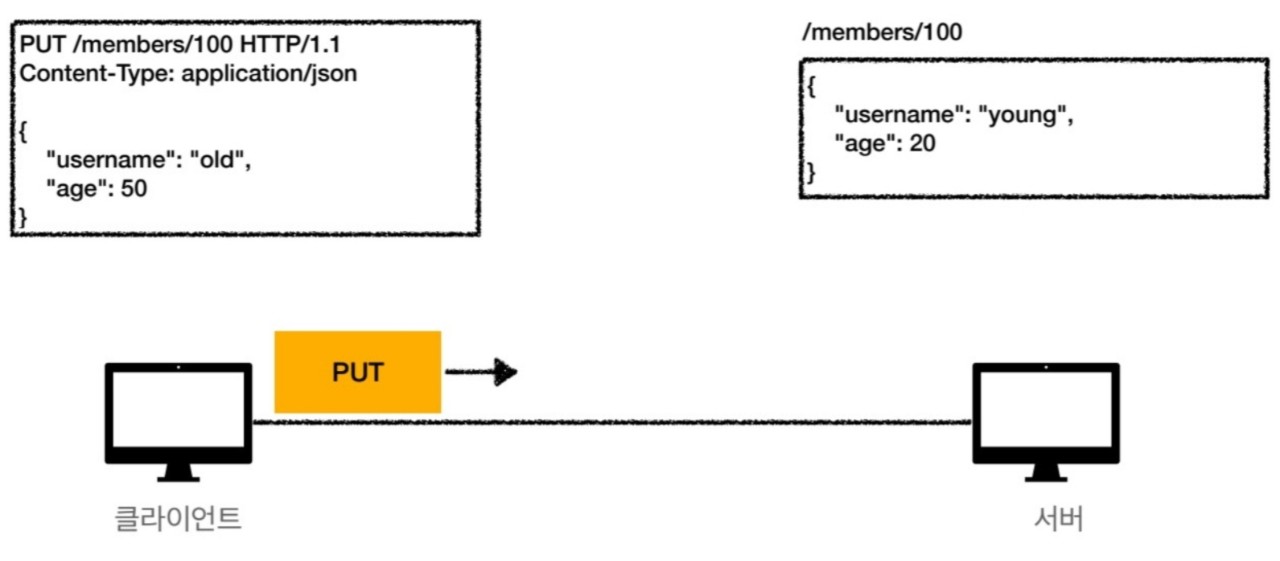 PUT /members/100 HTTP/1.1
Content-Type: application/json
{
"username": "old",
"age": 50
}
/members/100
{
"username": "young",
"age": 20
}
PUT
클라이언트
서버